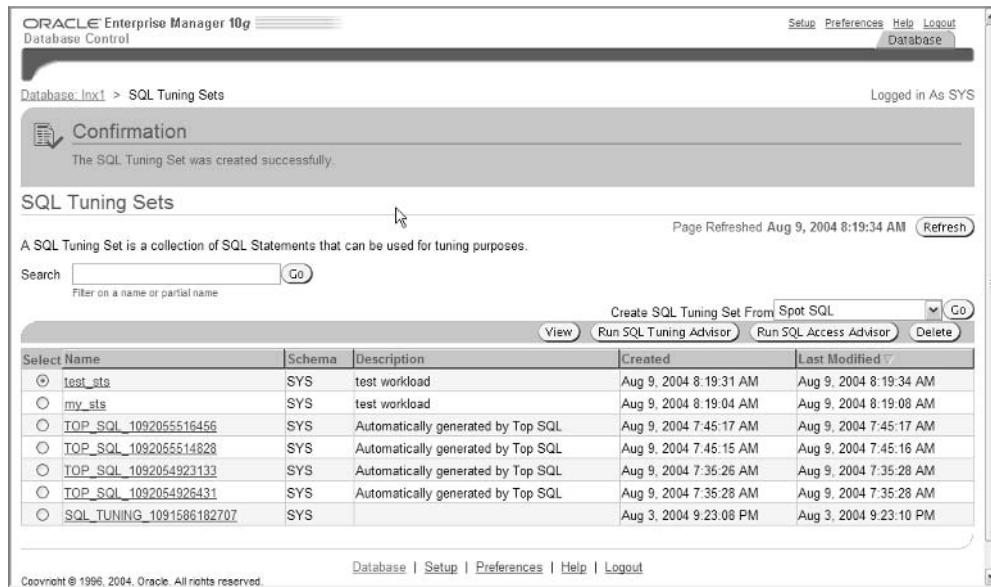 ORACLE Enterprise Manager 10g
Database Control
Setup Preferences Help Logout
Database
Database: lnx1 > SQL Tuning Sets
Logged in As SYS
Confirmation
The SQL Tuning Set was created successfully.
SQL Tuning Sets
Page Refreshed Aug 9, 2004 8:19:34 AM Refresh
A SQL Tuning Set is a collection of SQL Statements that can be used for tuning purposes.
Search Go
Filter on a name or partial name
Create SQL Tuning Set From Spot SQL Go
View Run SQL Tuning Advisor Run SQL Access Advisor Delete
Select Name Schema Description Created Last Modified
test_sts SYS test workload Aug 9, 2004 8:19:31 AM Aug 9, 2004 8:19:34 AM
my_sts SYS test workload Aug 9, 2004 8:19:04 AM Aug 9, 2004 8:19:08 AM
TOP_SQL_1092055516456 SYS Automatically generated by Top SQL Aug 9, 2004 7:45:17 AM Aug 9, 2004 7:45:17 AM
TOP_SQL_1092055514828 SYS Automatically generated by Top SQL Aug 9, 2004 7:45:15 AM Aug 9, 2004 7:45:16 AM
TOP_SQL_1092054923133 SYS Automatically generated by Top SQL Aug 9, 2004 7:35:26 AM Aug 9, 2004 7:35:28 AM
TOP_SQL_1092054926431 SYS Automatically generated by Top SQL Aug 9, 2004 7:35:28 AM Aug 9, 2004 7:35:28 AM
SQL_TUNING_1091586182707 SYS Aug 3, 2004 9:23:08 PM Aug 3, 2004 9:23:10 PM
Database | Setup | Preferences | Help | Logout
Copyright © 1996, 2004, Oracle. All rights reserved.